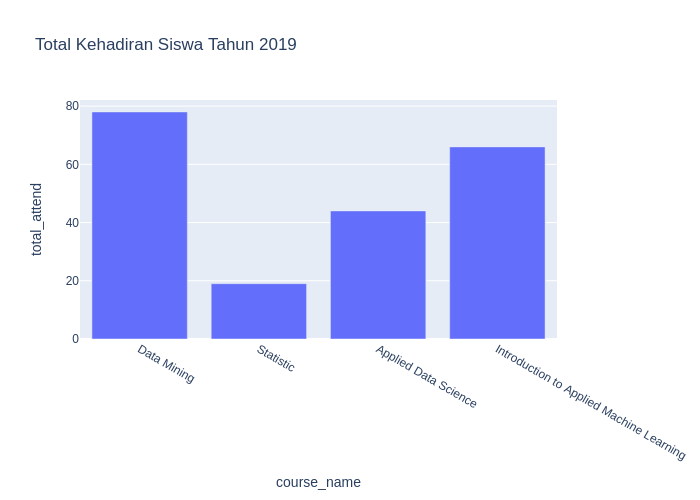 Total Kehadiran Siswa Tahun 2019
total_attend
80
60
40
20
0
Data Mining
Statistic
Applied Data Science
Introduction to Applied Machine Learning
course_name